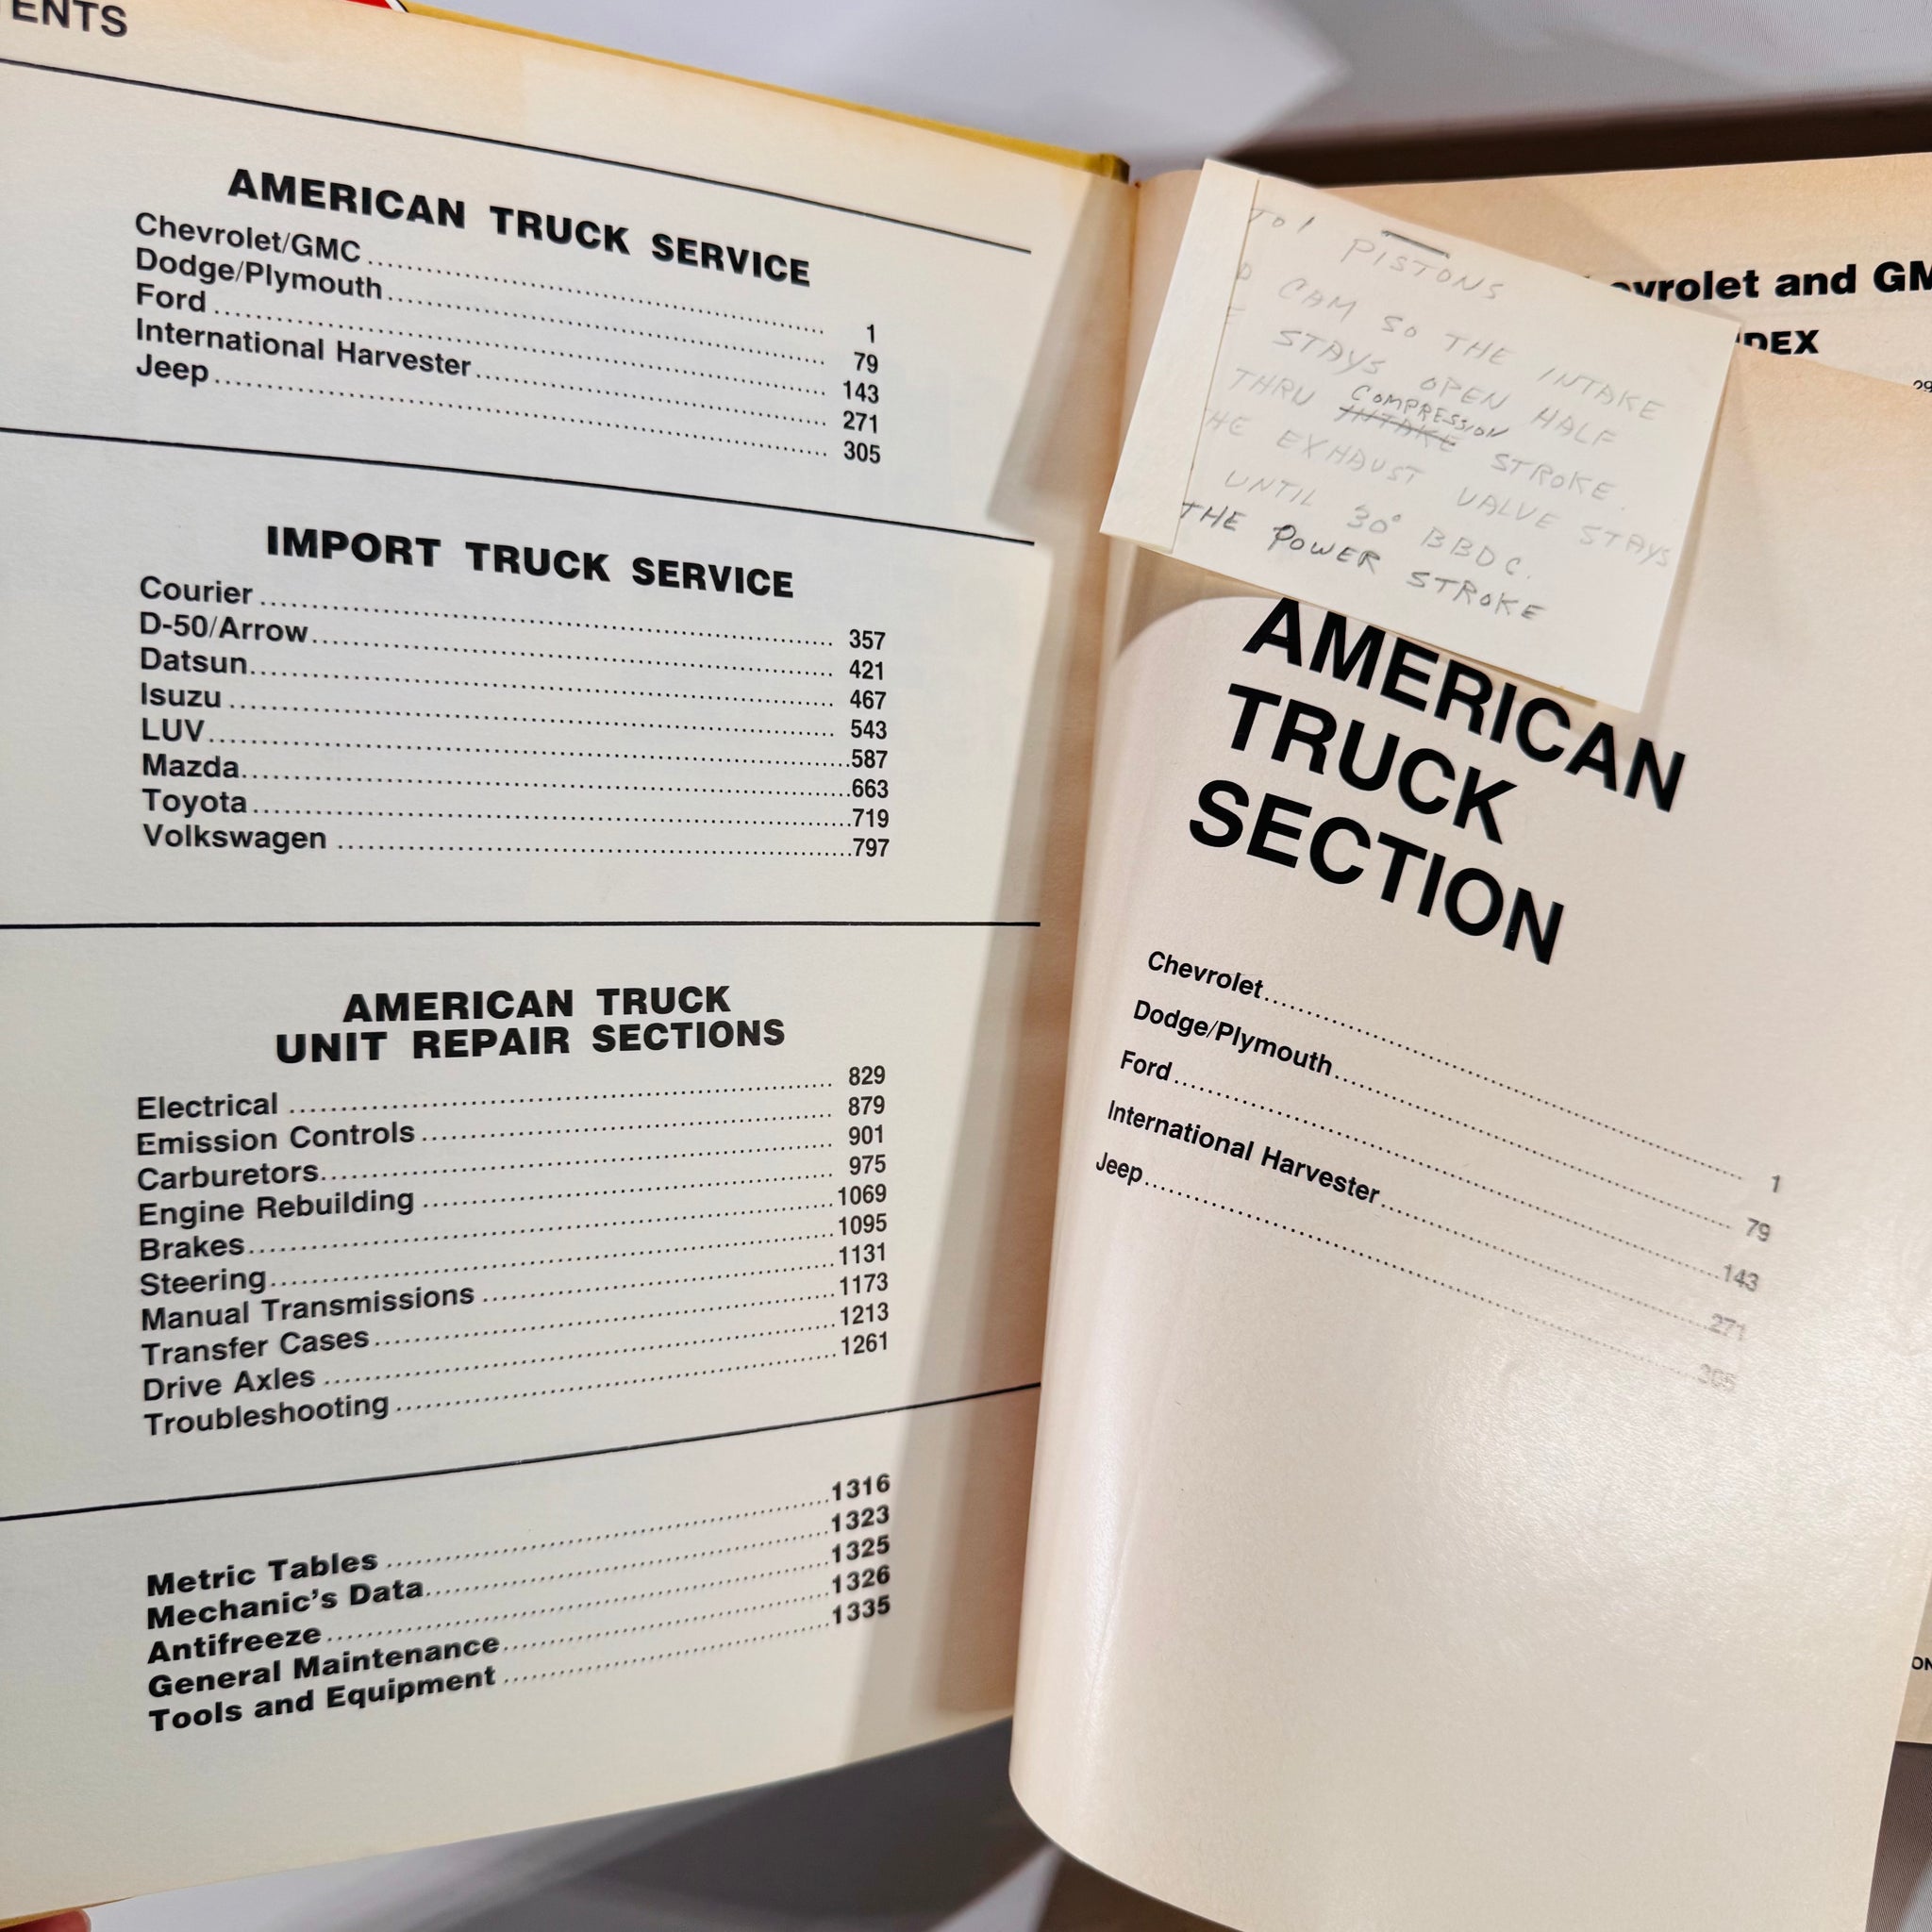 ENTS
AMERICAN TRUCK SERVICE
Chevrolet/GMC 1
Dodge/Plymouth 79
Ford 143
International Harvester 271
Jeep 305
IMPORT TRUCK SERVICE
Courier 357
D-50/Arrow 421
Datsun 467
Isuzu 543
LUV 587
Mazda 663
Toyota 719
Volkswagen 797
AMERICAN TRUCK
UNIT REPAIR SECTIONS
Electrical 829
Emission Controls 879
Carburetors 901
Engine Rebuilding 975
Brakes 1069
Steering 1095
Manual Transmissions 1131
Transfer Cases 1173
Drive Axles 1213
Troubleshooting 1261
Metric Tables 1316
Mechanic's Data 1323
Antifreeze 1325
General Maintenance 1326
Tools and Equipment 1335
PISTONS
CAM SO THE INTAKE
STAYS OPEN HALF
COMPRESSION
THRU INTAKE STROKE.
HE EXHAUST VALVE STAYS
UNTIL 30° BBDC.
THE POWER STROKE
evrolet and GM
DEX
AMERICAN
TRUCK
SECTION
Chevrolet 1
Dodge/Plymouth 79
Ford 143
International Harvester 271
Jeep 305